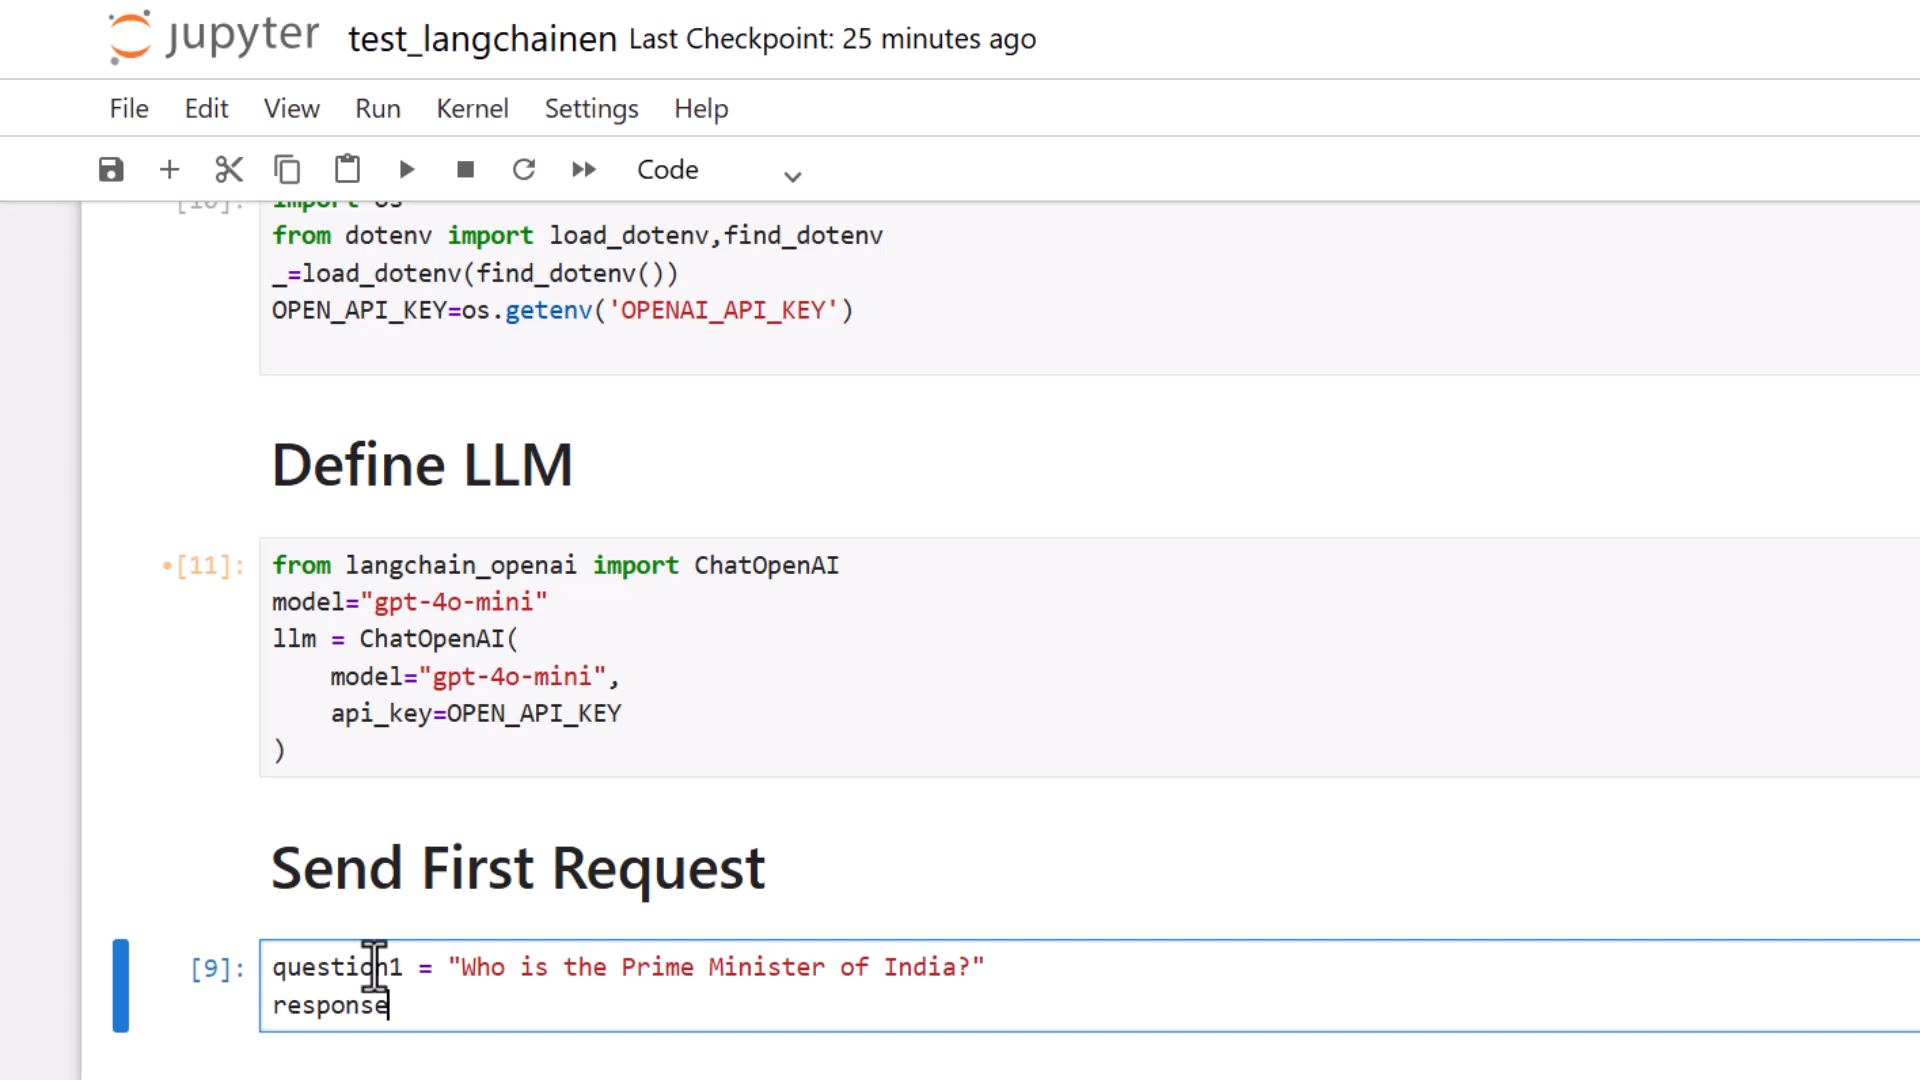 jupyter test_langchainen Last Checkpoint: 25 minutes ago
File Edit View Run Kernel Settings Help
Code
[10]: import os
from dotenv import load_dotenv,find_dotenv
_=load_dotenv(find_dotenv())
OPEN_API_KEY=os.getenv('OPENAI_API_KEY')
Define LLM
•[11]: from langchain_openai import ChatOpenAI
model="gpt-4o-mini"
llm = ChatOpenAI(
model="gpt-4o-mini",
api_key=OPEN_API_KEY
)
Send First Request
[9]: question1 = "Who is the Prime Minister of India?"
response